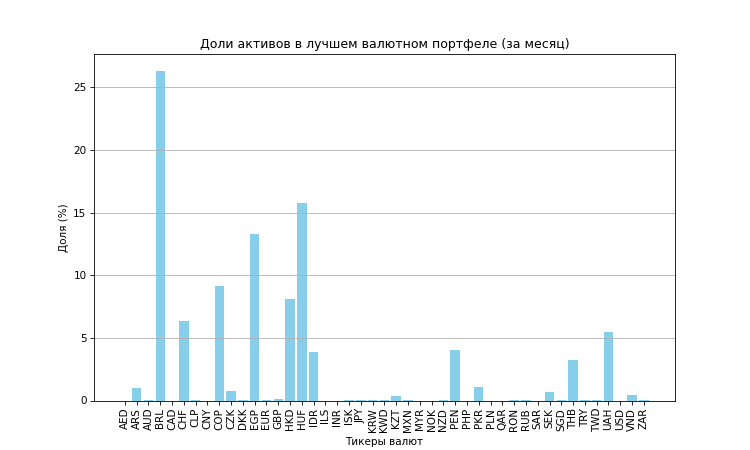 Доли активов в лучшем валютном портфеле (за месяц)
Доля (%)
25
20
15
10
5
0
AED ARS AUD BRL CAD CHF CLP CNY COP CZK DKK EGP EUR GBP HKD HUF IDR ILS INR ISK JPY KRW KWD KZT MXN MYR NOK NZD PEN PHP PKR PLN QAR RON RUB SAR SEK SGD THB TRY TWD UAH USD VND ZAR
Тикеры валют